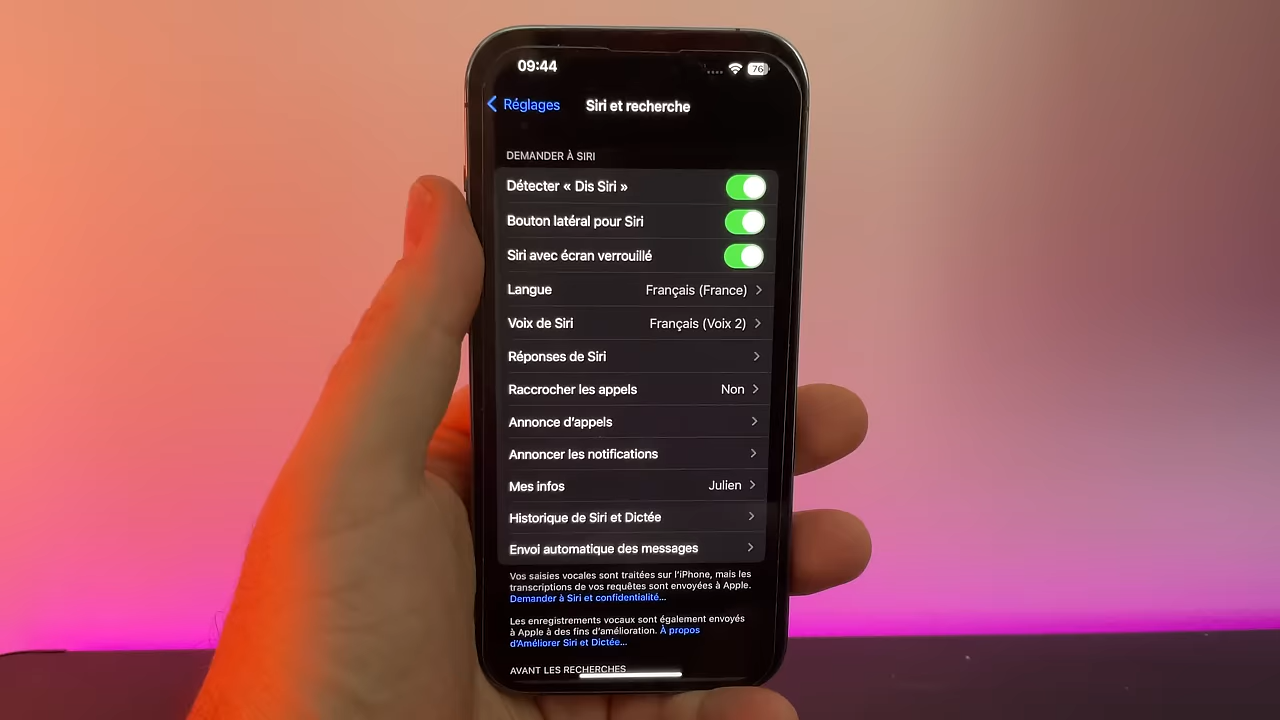 09:44
76
Réglages
Siri et recherche
DEMANDER À SIRI
Détecter « Dis Siri »
Bouton latéral pour Siri
Siri avec écran verrouillé
Langue Français (France)
Voix de Siri Français (Voix 2)
Réponses de Siri
Raccrocher les appels Non
Annonce d’appels
Annoncer les notifications
Mes infos Julien
Historique de Siri et Dictée
Envoi automatique des messages
Vos saisies vocales sont traitées sur l’iPhone, mais les
transcriptions de vos requêtes sont envoyées à Apple.
Demander à Siri et confidentialité...
Les enregistrements vocaux sont également envoyés
à Apple à des fins d’amélioration. À propos
d’Améliorer Siri et Dictée...
AVANT LES RECHERCHES